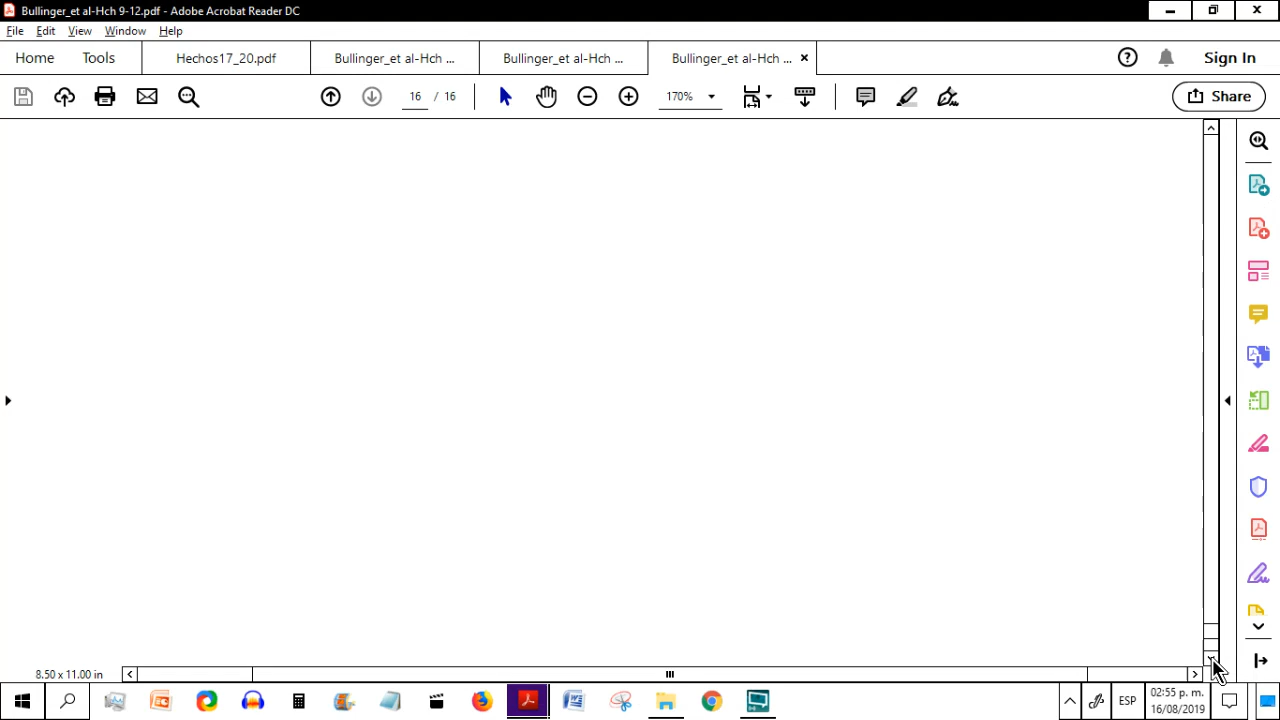 Bullinger_et al-Hch 9-12.pdf - Adobe Acrobat Reader DC
File Edit View Window Help
Home Tools Hechos17_20.pdf Bullinger_et al-Hch ... Bullinger_et al-Hch ... Bullinger_et al-Hch ... Sign In
16 / 16 170% Share
8.50 x 11.00 in
ESP 02:55 p. m.
16/08/2019